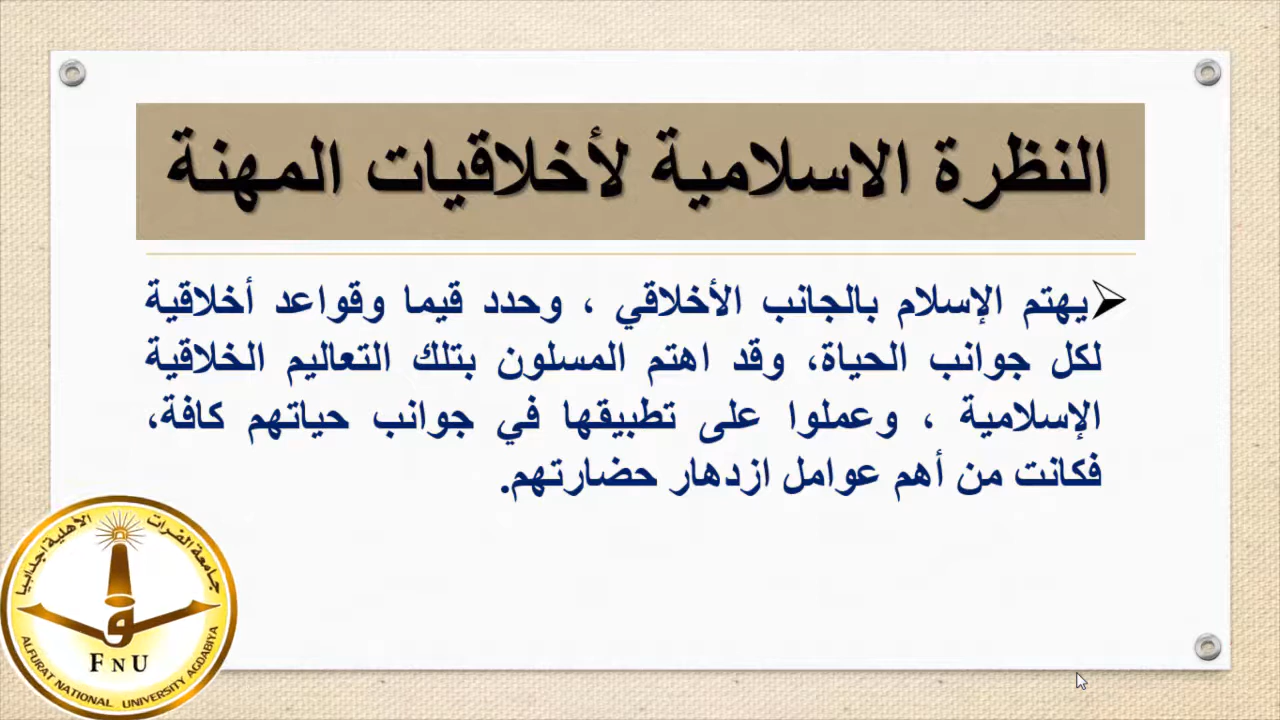 النظرة الاسلامية لأخلاقيات المهنة
يهتم الإسلام بالجانب الأخلاقي ، وحدد قيما وقواعد أخلاقية
لكل جوانب الحياة، وقد اهتم المسلون بتلك التعاليم الخلاقية
الإسلامية ، وعملوا على تطبيقها في جوانب حياتهم كافة،
فكانت من أهم عوامل ازدهار حضارتهم.
جامعة الفرات الأهلية اجدابيا
FNU
ALFURAT NATIONAL UNIVERSITY AGDABIYA